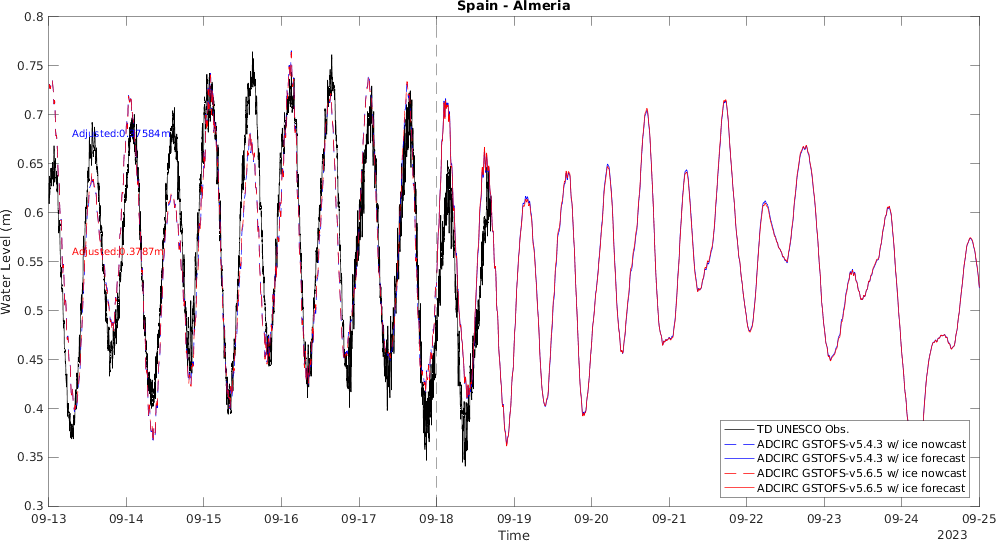 Spain - Almeria
0.8
0.75
0.7
0.65
0.6
0.55
0.5
0.45
0.4
0.35
0.3
Water Level (m)
Adjusted:0.37584m
Adjusted:0.3787m
TD UNESCO Obs.
ADCIRC GSTOFS-v5.4.3 w/ ice nowcast
ADCIRC GSTOFS-v5.4.3 w/ ice forecast
ADCIRC GSTOFS-v5.6.5 w/ ice nowcast
ADCIRC GSTOFS-v5.6.5 w/ ice forecast
09-13 09-14 09-15 09-16 09-17 09-18 09-19 09-20 09-21 09-22 09-23 09-24 09-25
Time
2023